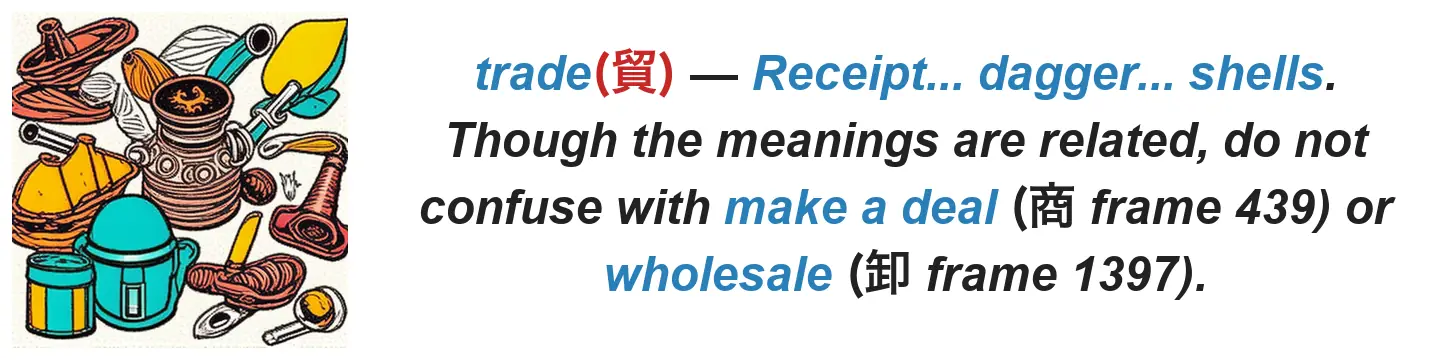 trade(貿) — Receipt... dagger... shells.
Though the meanings are related, do not
confuse with make a deal (商 frame 439) or
wholesale (卸 frame 1397).